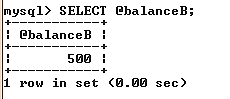 mysql> SELECT @balanceB;
+-----------+
| @balanceB |
+-----------+
|       500 |
+-----------+
1 row in set (0.00 sec)